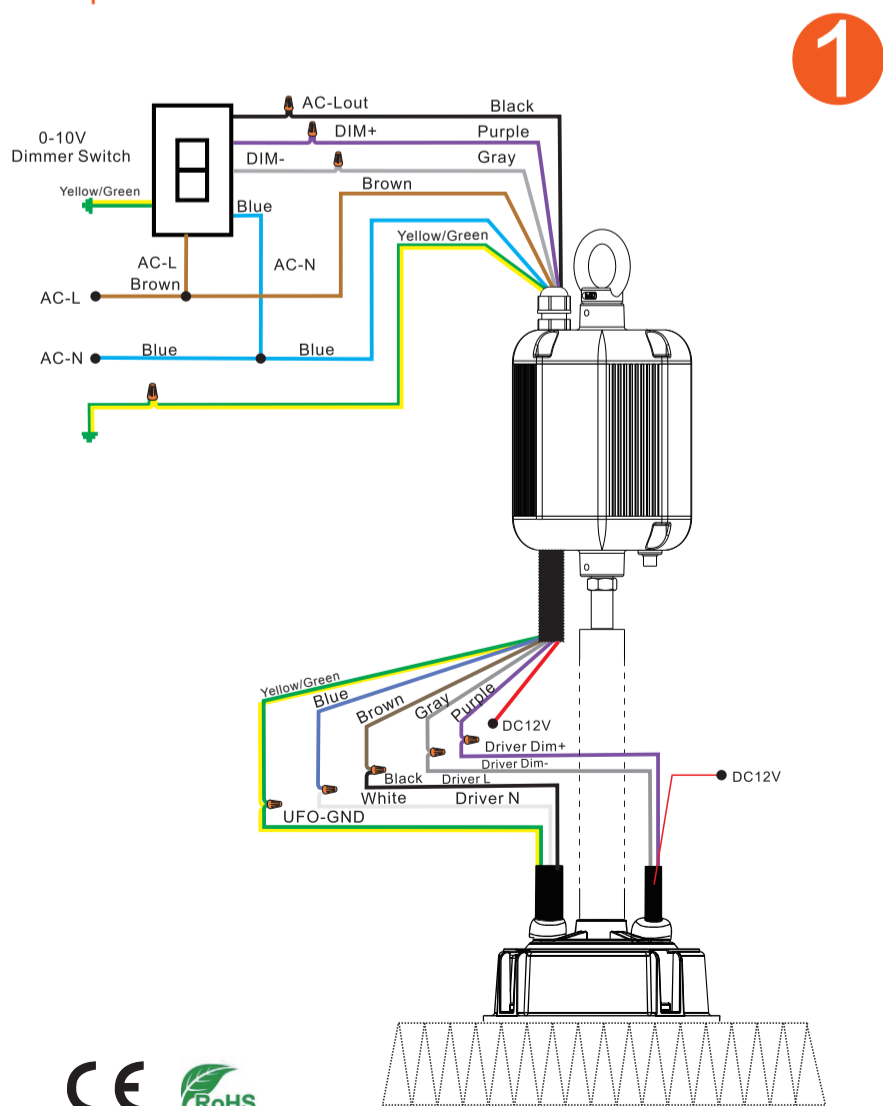 1
AC-Lout
Black
0-10V
Dimmer Switch
DIM+
Purple
DIM-
Gray
Yellow/Green
Brown
Blue
Yellow/Green
AC-L
AC-N
Brown
AC-L
Blue
Blue
AC-N
Yellow/Green
Blue
Brown
Gray
Purple
DC12V
Driver Dim+
Driver Dim-
Black
Driver L
DC12V
White
Driver N
UFO-GND
CE
RoHS